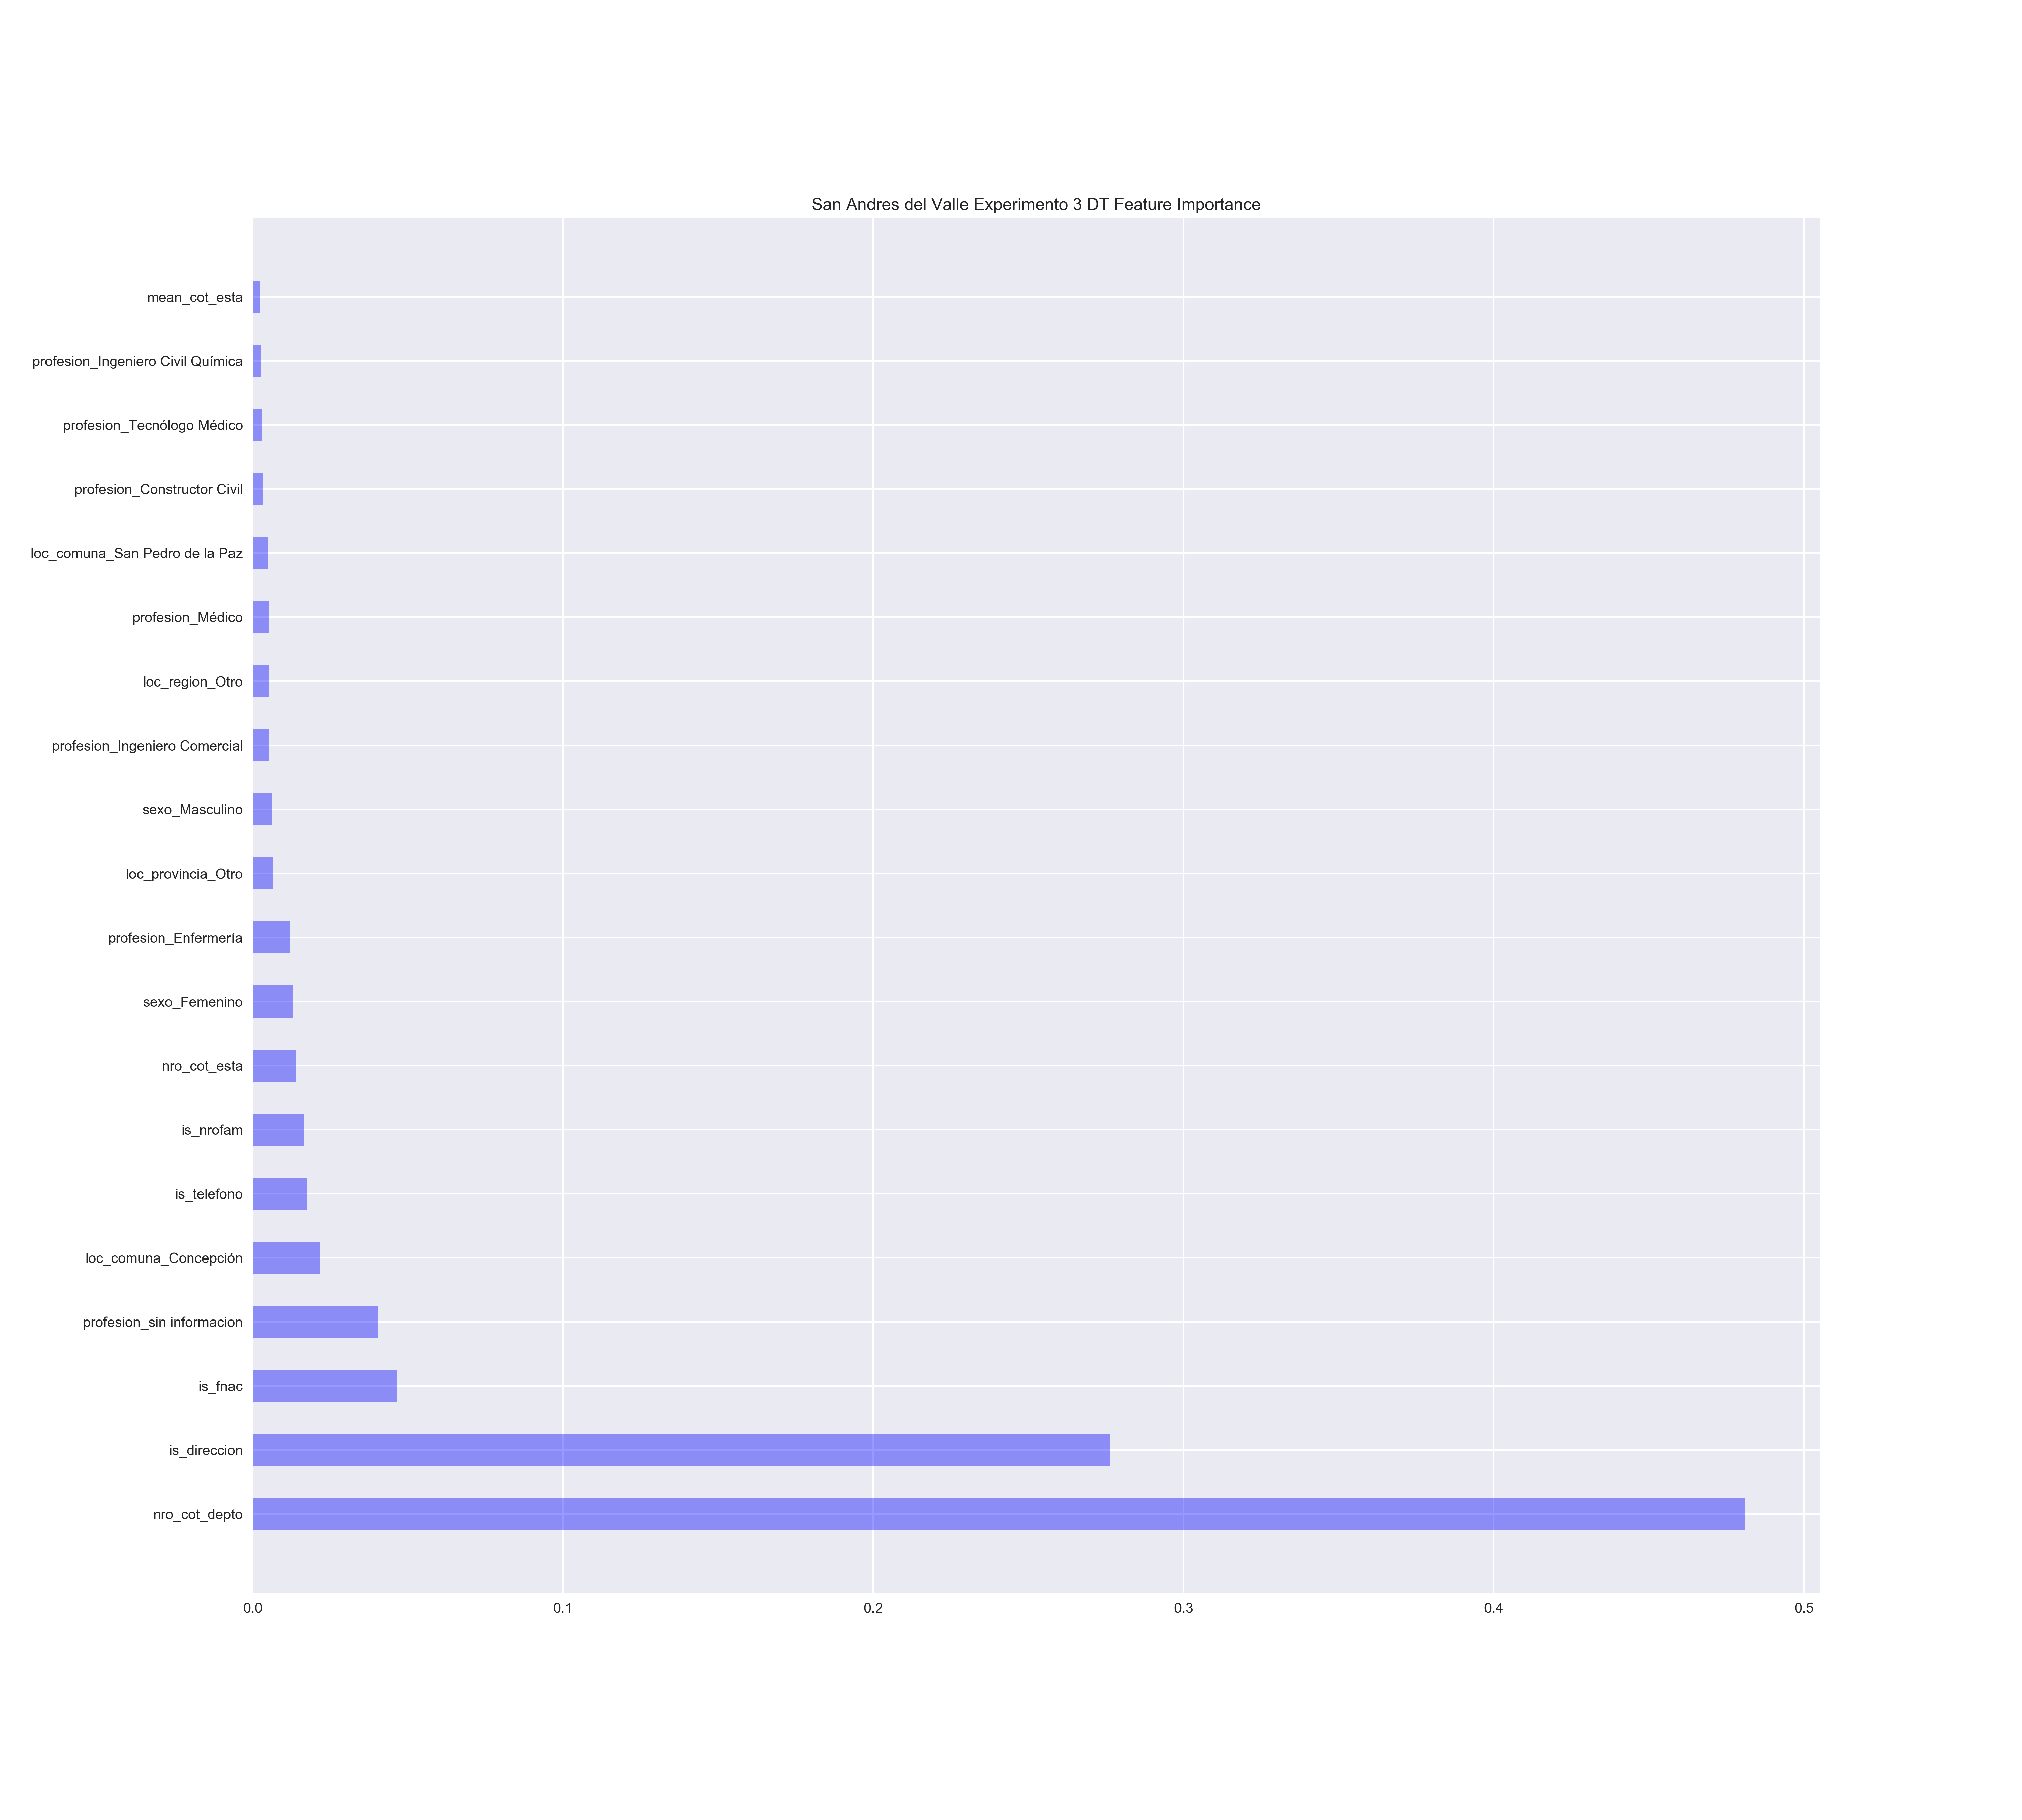 San Andres del Valle Experimento 3 DT Feature Importance
mean_cot_esta
profesion_Ingeniero Civil Química
profesion_Tecnólogo Médico
profesion_Constructor Civil
loc_comuna_San Pedro de la Paz
profesion_Médico
loc_region_Otro
profesion_Ingeniero Comercial
sexo_Masculino
loc_provincia_Otro
profesion_Enfermería
sexo_Femenino
nro_cot_esta
is_nrofam
is_telefono
loc_comuna_Concepción
profesion_sin informacion
is_fnac
is_direccion
nro_cot_depto
0.0 0.1 0.2 0.3 0.4 0.5